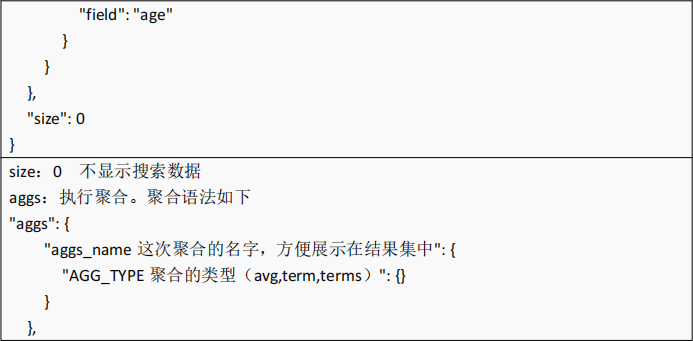 "field": "age"
}
}
},
"size": 0
}
size：0 不显示搜索数据
aggs：执行聚合。聚合语法如下
"aggs": {
"aggs_name 这次聚合的名字，方便展示在结果集中": {
"AGG_TYPE 聚合的类型（avg,term,terms）": {}
}
},